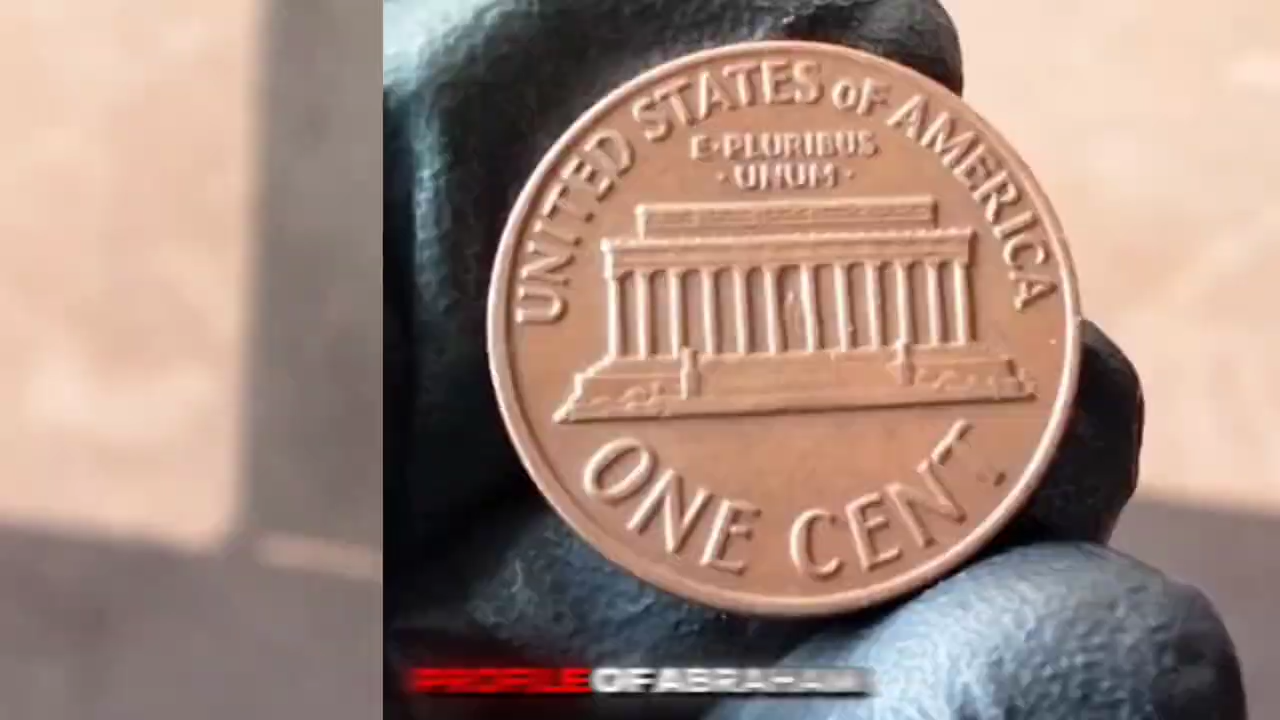 UNITED STATES OF AMERICA
E·PLURIBUS
·UNUM·
ONE CENT
PROFILE OF ABRAHAM